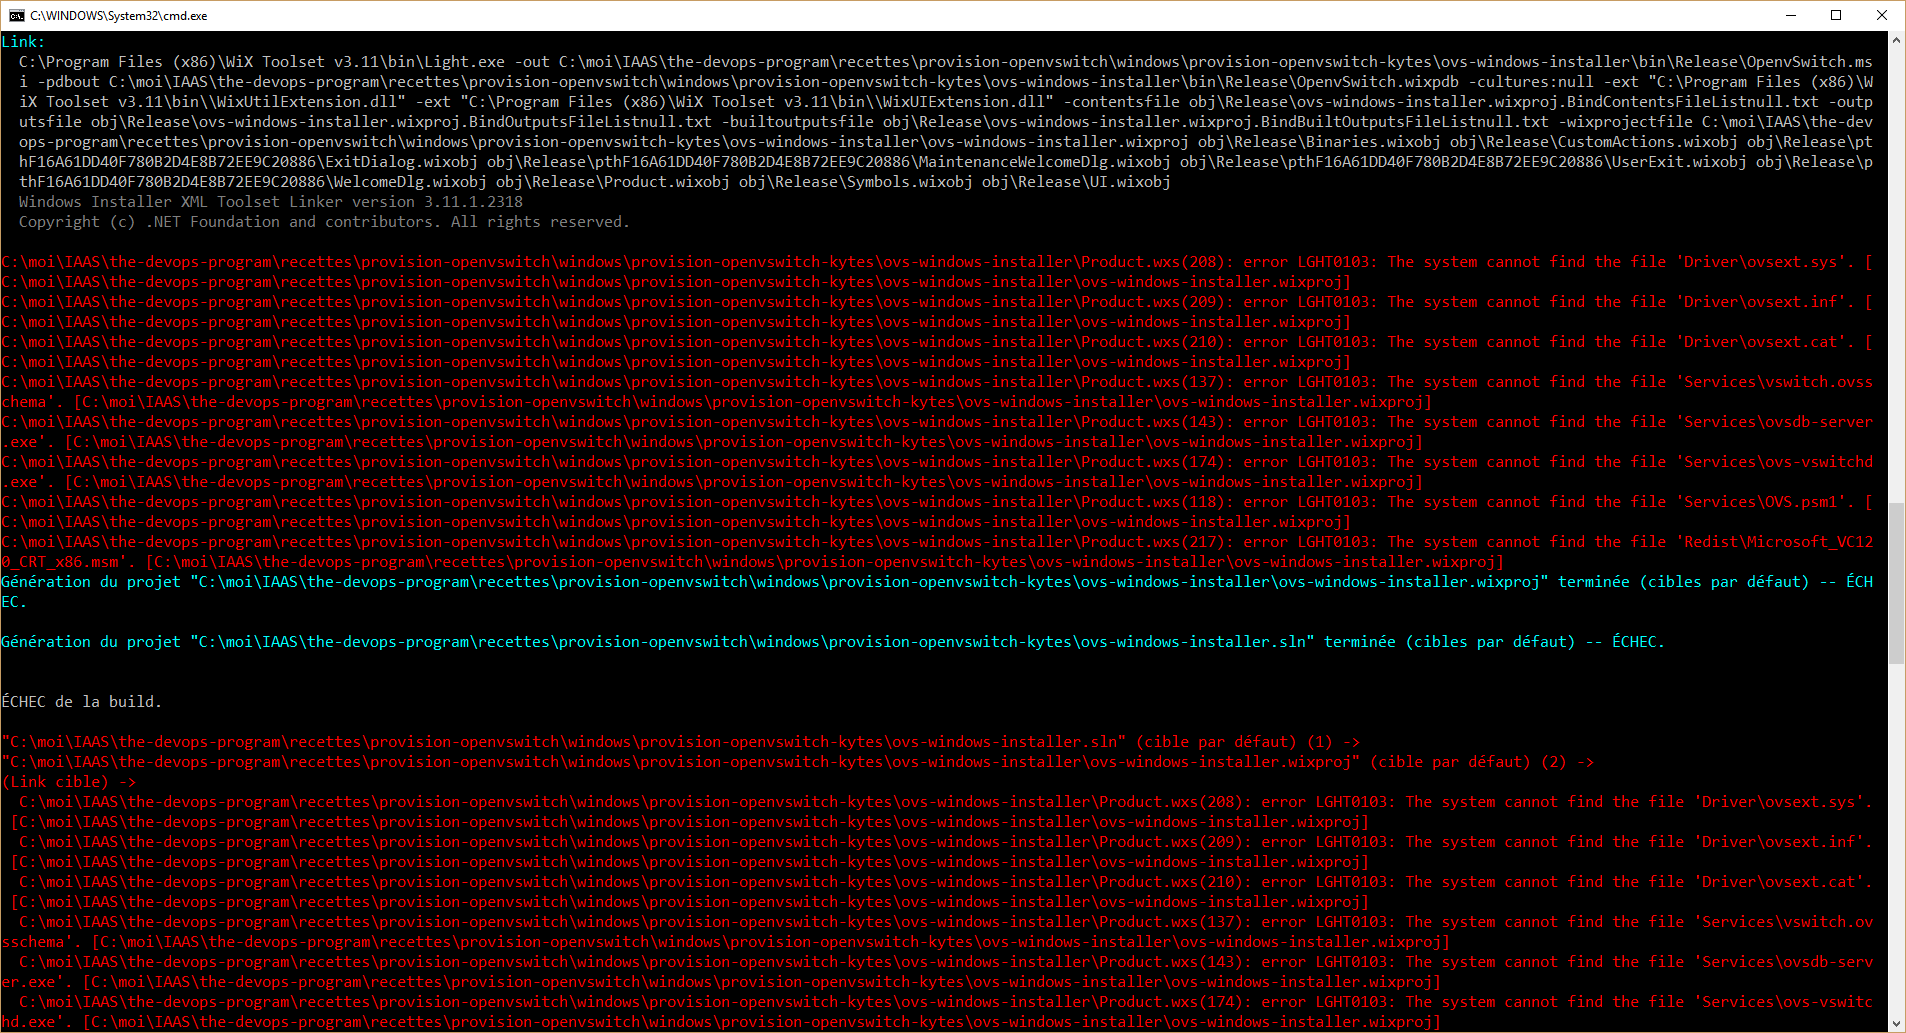 C:\WINDOWS\System32\cmd.exe
Link:
C:\Program Files (x86)\WiX Toolset v3.11\bin\Light.exe -out C:\moi\IAAS\the-devops-program\recettes\provision-openvswitch\windows\provision-openvswitch-kytes\ovs-windows-installer\bin\Release\OpenvSwitch.ms
i -pdbout C:\moi\IAAS\the-devops-program\recettes\provision-openvswitch\windows\provision-openvswitch-kytes\ovs-windows-installer\bin\Release\OpenvSwitch.wixpdb -cultures:null -ext "C:\Program Files (x86)\W
iX Toolset v3.11\bin\\WixUtilExtension.dll" -ext "C:\Program Files (x86)\WiX Toolset v3.11\bin\\WixUIExtension.dll" -contentsfile obj\Release\ovs-windows-installer.wixproj.BindContentsFileListnull.txt -outp
utsfile obj\Release\ovs-windows-installer.wixproj.BindOutputsFileListnull.txt -builtoutputsfile obj\Release\ovs-windows-installer.wixproj.BindBuiltOutputsFileListnull.txt -wixprojectfile C:\moi\IAAS\the-dev
ops-program\recettes\provision-openvswitch\windows\provision-openvswitch-kytes\ovs-windows-installer\ovs-windows-installer.wixproj obj\Release\Binaries.wixobj obj\Release\CustomActions.wixobj obj\Release\pt
hF16A61DD40F780B2D4E8B72EE9C20886\ExitDialog.wixobj obj\Release\pthF16A61DD40F780B2D4E8B72EE9C20886\MaintenanceWelcomeDlg.wixobj obj\Release\pthF16A61DD40F780B2D4E8B72EE9C20886\UserExit.wixobj obj\Release\p
thF16A61DD40F780B2D4E8B72EE9C20886\WelcomeDlg.wixobj obj\Release\Product.wixobj obj\Release\Symbols.wixobj obj\Release\UI.wixobj
Windows Installer XML Toolset Linker version 3.11.1.2318
Copyright (c) .NET Foundation and contributors. All rights reserved.
C:\moi\IAAS\the-devops-program\recettes\provision-openvswitch\windows\provision-openvswitch-kytes\ovs-windows-installer\Product.wxs(208): error LGHT0103: The system cannot find the file 'Driver\ovsext.sys'. [
C:\moi\IAAS\the-devops-program\recettes\provision-openvswitch\windows\provision-openvswitch-kytes\ovs-windows-installer\ovs-windows-installer.wixproj]
C:\moi\IAAS\the-devops-program\recettes\provision-openvswitch\windows\provision-openvswitch-kytes\ovs-windows-installer\Product.wxs(209): error LGHT0103: The system cannot find the file 'Driver\ovsext.inf'. [
C:\moi\IAAS\the-devops-program\recettes\provision-openvswitch\windows\provision-openvswitch-kytes\ovs-windows-installer\ovs-windows-installer.wixproj]
C:\moi\IAAS\the-devops-program\recettes\provision-openvswitch\windows\provision-openvswitch-kytes\ovs-windows-installer\Product.wxs(210): error LGHT0103: The system cannot find the file 'Driver\ovsext.cat'. [
C:\moi\IAAS\the-devops-program\recettes\provision-openvswitch\windows\provision-openvswitch-kytes\ovs-windows-installer\ovs-windows-installer.wixproj]
C:\moi\IAAS\the-devops-program\recettes\provision-openvswitch\windows\provision-openvswitch-kytes\ovs-windows-installer\Product.wxs(137): error LGHT0103: The system cannot find the file 'Services\vswitch.ovss
chema'. [C:\moi\IAAS\the-devops-program\recettes\provision-openvswitch\windows\provision-openvswitch-kytes\ovs-windows-installer\ovs-windows-installer.wixproj]
C:\moi\IAAS\the-devops-program\recettes\provision-openvswitch\windows\provision-openvswitch-kytes\ovs-windows-installer\Product.wxs(143): error LGHT0103: The system cannot find the file 'Services\ovsdb-server
.exe'. [C:\moi\IAAS\the-devops-program\recettes\provision-openvswitch\windows\provision-openvswitch-kytes\ovs-windows-installer\ovs-windows-installer.wixproj]
C:\moi\IAAS\the-devops-program\recettes\provision-openvswitch\windows\provision-openvswitch-kytes\ovs-windows-installer\Product.wxs(174): error LGHT0103: The system cannot find the file 'Services\ovs-vswitchd
.exe'. [C:\moi\IAAS\the-devops-program\recettes\provision-openvswitch\windows\provision-openvswitch-kytes\ovs-windows-installer\ovs-windows-installer.wixproj]
C:\moi\IAAS\the-devops-program\recettes\provision-openvswitch\windows\provision-openvswitch-kytes\ovs-windows-installer\Product.wxs(118): error LGHT0103: The system cannot find the file 'Services\OVS.psm1'. [
C:\moi\IAAS\the-devops-program\recettes\provision-openvswitch\windows\provision-openvswitch-kytes\ovs-windows-installer\ovs-windows-installer.wixproj]
C:\moi\IAAS\the-devops-program\recettes\provision-openvswitch\windows\provision-openvswitch-kytes\ovs-windows-installer\Product.wxs(217): error LGHT0103: The system cannot find the file 'Redist\Microsoft_VC12
0_CRT_x86.msm'. [C:\moi\IAAS\the-devops-program\recettes\provision-openvswitch\windows\provision-openvswitch-kytes\ovs-windows-installer\ovs-windows-installer.wixproj]
Génération du projet "C:\moi\IAAS\the-devops-program\recettes\provision-openvswitch\windows\provision-openvswitch-kytes\ovs-windows-installer\ovs-windows-installer.wixproj" terminée (cibles par défaut) -- ÉCH
EC.
Génération du projet "C:\moi\IAAS\the-devops-program\recettes\provision-openvswitch\windows\provision-openvswitch-kytes\ovs-windows-installer.sln" terminée (cibles par défaut) -- ÉCHEC.
ÉCHEC de la build.
"C:\moi\IAAS\the-devops-program\recettes\provision-openvswitch\windows\provision-openvswitch-kytes\ovs-windows-installer.sln" (cible par défaut) (1) ->
"C:\moi\IAAS\the-devops-program\recettes\provision-openvswitch\windows\provision-openvswitch-kytes\ovs-windows-installer\ovs-windows-installer.wixproj" (cible par défaut) (2) ->
(Link cible) ->
C:\moi\IAAS\the-devops-program\recettes\provision-openvswitch\windows\provision-openvswitch-kytes\ovs-windows-installer\Product.wxs(208): error LGHT0103: The system cannot find the file 'Driver\ovsext.sys'.
[C:\moi\IAAS\the-devops-program\recettes\provision-openvswitch\windows\provision-openvswitch-kytes\ovs-windows-installer\ovs-windows-installer.wixproj]
C:\moi\IAAS\the-devops-program\recettes\provision-openvswitch\windows\provision-openvswitch-kytes\ovs-windows-installer\Product.wxs(209): error LGHT0103: The system cannot find the file 'Driver\ovsext.inf'.
[C:\moi\IAAS\the-devops-program\recettes\provision-openvswitch\windows\provision-openvswitch-kytes\ovs-windows-installer\ovs-windows-installer.wixproj]
C:\moi\IAAS\the-devops-program\recettes\provision-openvswitch\windows\provision-openvswitch-kytes\ovs-windows-installer\Product.wxs(210): error LGHT0103: The system cannot find the file 'Driver\ovsext.cat'.
[C:\moi\IAAS\the-devops-program\recettes\provision-openvswitch\windows\provision-openvswitch-kytes\ovs-windows-installer\ovs-windows-installer.wixproj]
C:\moi\IAAS\the-devops-program\recettes\provision-openvswitch\windows\provision-openvswitch-kytes\ovs-windows-installer\Product.wxs(137): error LGHT0103: The system cannot find the file 'Services\vswitch.ov
sschema'. [C:\moi\IAAS\the-devops-program\recettes\provision-openvswitch\windows\provision-openvswitch-kytes\ovs-windows-installer\ovs-windows-installer.wixproj]
C:\moi\IAAS\the-devops-program\recettes\provision-openvswitch\windows\provision-openvswitch-kytes\ovs-windows-installer\Product.wxs(143): error LGHT0103: The system cannot find the file 'Services\ovsdb-serv
er.exe'. [C:\moi\IAAS\the-devops-program\recettes\provision-openvswitch\windows\provision-openvswitch-kytes\ovs-windows-installer\ovs-windows-installer.wixproj]
C:\moi\IAAS\the-devops-program\recettes\provision-openvswitch\windows\provision-openvswitch-kytes\ovs-windows-installer\Product.wxs(174): error LGHT0103: The system cannot find the file 'Services\ovs-vswitc
hd.exe'. [C:\moi\IAAS\the-devops-program\recettes\provision-openvswitch\windows\provision-openvswitch-kytes\ovs-windows-installer\ovs-windows-installer.wixproj]